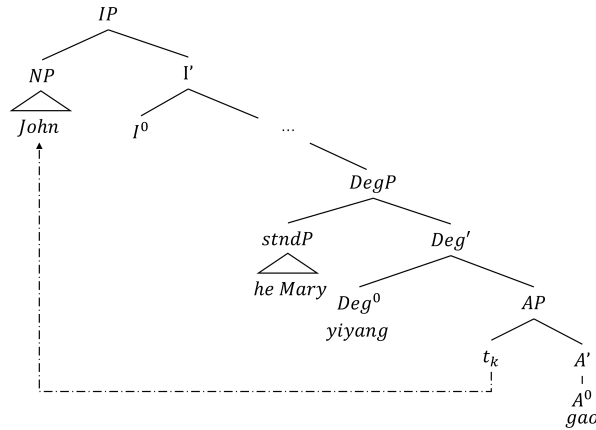 IP
NP I’
John I⁰ ...
DegP
stndP Deg′
he Mary Deg⁰ AP
yiyang
tₖ A’
A⁰
gao